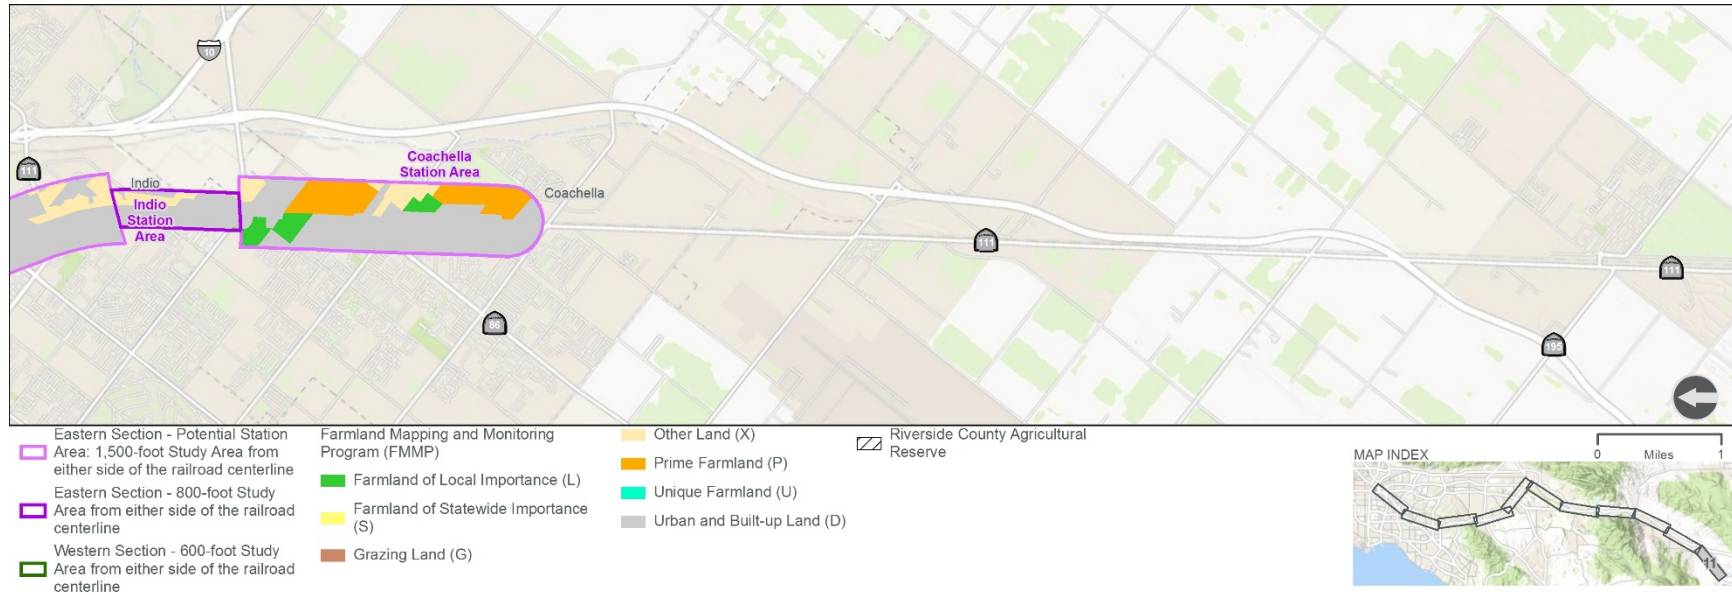 10
111
Indio
Indio
Station
Area
Coachella
Station Area
Coachella
86
111
195
111
Eastern Section - Potential Station
Area: 1,500-foot Study Area from
either side of the railroad centerline
Eastern Section - 800-foot Study
Area from either side of the railroad
centerline
Western Section - 600-foot Study
Area from either side of the railroad
centerline
Farmland Mapping and Monitoring
Program (FMMP)
Farmland of Local Importance (L)
Farmland of Statewide Importance
(S)
Grazing Land (G)
Other Land (X)
Prime Farmland (P)
Unique Farmland (U)
Urban and Built-up Land (D)
Riverside County Agricultural
Reserve
MAP INDEX
0 Miles 1
11